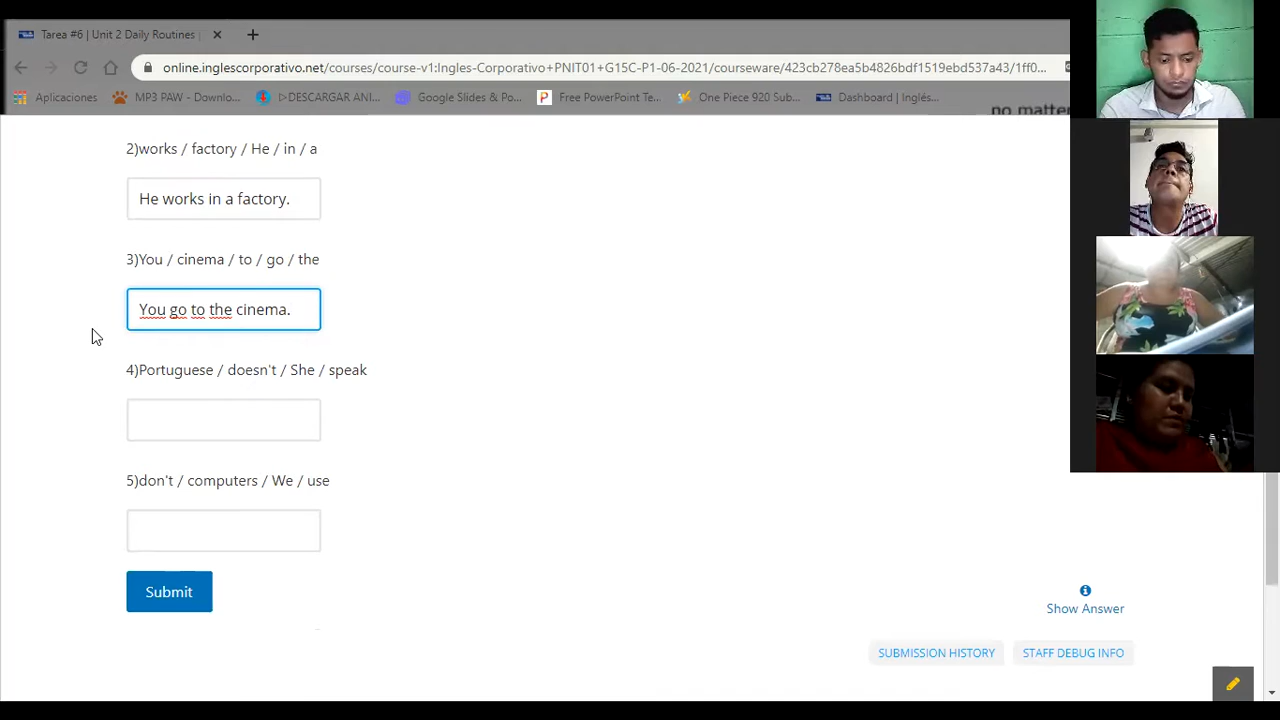 Tarea #6 | Unit 2 Daily Routines |
online.inglescorporativo.net/courses/course-v1:Ingles-Corporativo+PNIT01+G15C-P1-06-2021/courseware/423cb278ea5b4826bdf1519ebd537a43/1ff0...
Aplicaciones MP3 PAW - Downlo... ▷DESCARGAR ANI... Google Slides & Po... Free PowerPoint Te... One Piece 920 Sub... Dashboard | Inglés...
no matter
2)works / factory / He / in / a
He works in a factory.
3)You / cinema / to / go / the
You go to the cinema.
4)Portuguese / doesn't / She / speak
5)don't / computers / We / use
Submit
Show Answer
SUBMISSION HISTORY STAFF DEBUG INFO